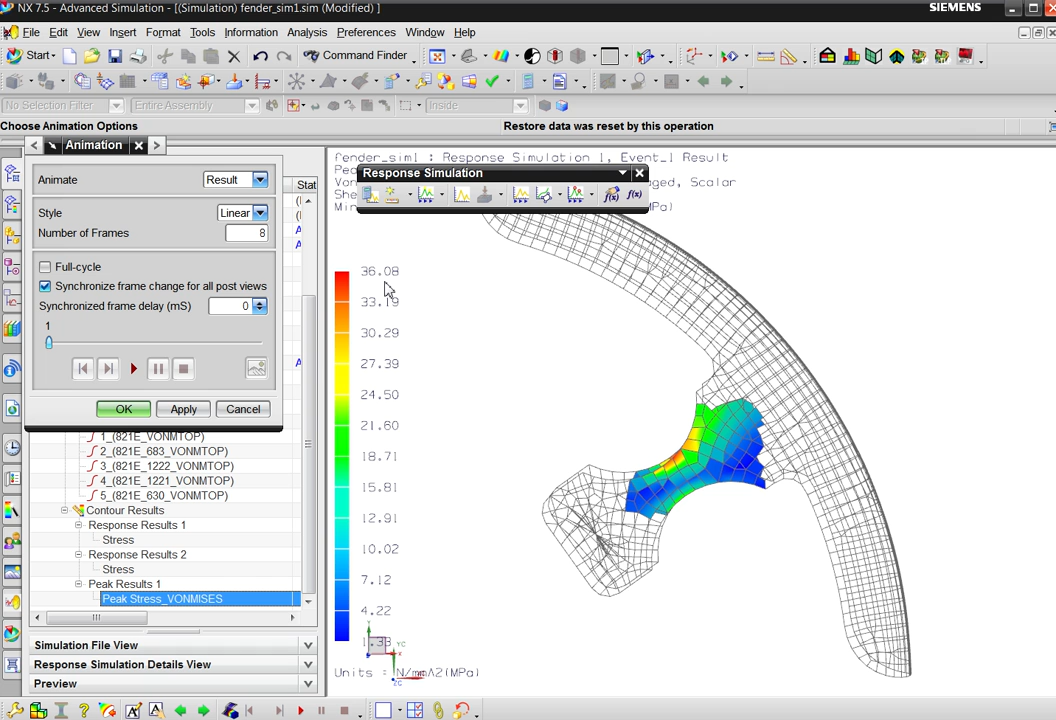 NX 7.5 - Advanced Simulation - [(Simulation) fender_sim1.sim (Modified) ]
SIEMENS
File Edit View Insert Format Tools Information Analysis Preferences Window Help
Start
Command Finder
No Selection Filter
Entire Assembly
Inside
Choose Animation Options
Restore data was reset by this operation
Animation
Animate
Result
Style
Linear
Number of Frames
8
Full-cycle
Synchronize frame change for all post views
Synchronized frame delay (mS)
0
1
OK
Apply
Cancel
Stat
1_(821E_VONMTOP)
2_(821E_683_VONMTOP)
3_(821E_1222_VONMTOP)
4_(821E_1221_VONMTOP)
5_(821E_630_VONMTOP)
Contour Results
Response Results 1
Stress
Response Results 2
Stress
Peak Results 1
Peak Stress_VONMISES
Simulation File View
Response Simulation Details View
Preview
fender_sim1 : Response Simulation 1, Event_1 Result
Response Simulation
f(x)
36.08
33.19
30.29
27.39
24.50
21.60
18.71
15.81
12.91
10.02
7.12
4.22
1.33
Units : N/mm^2(MPa)
YC